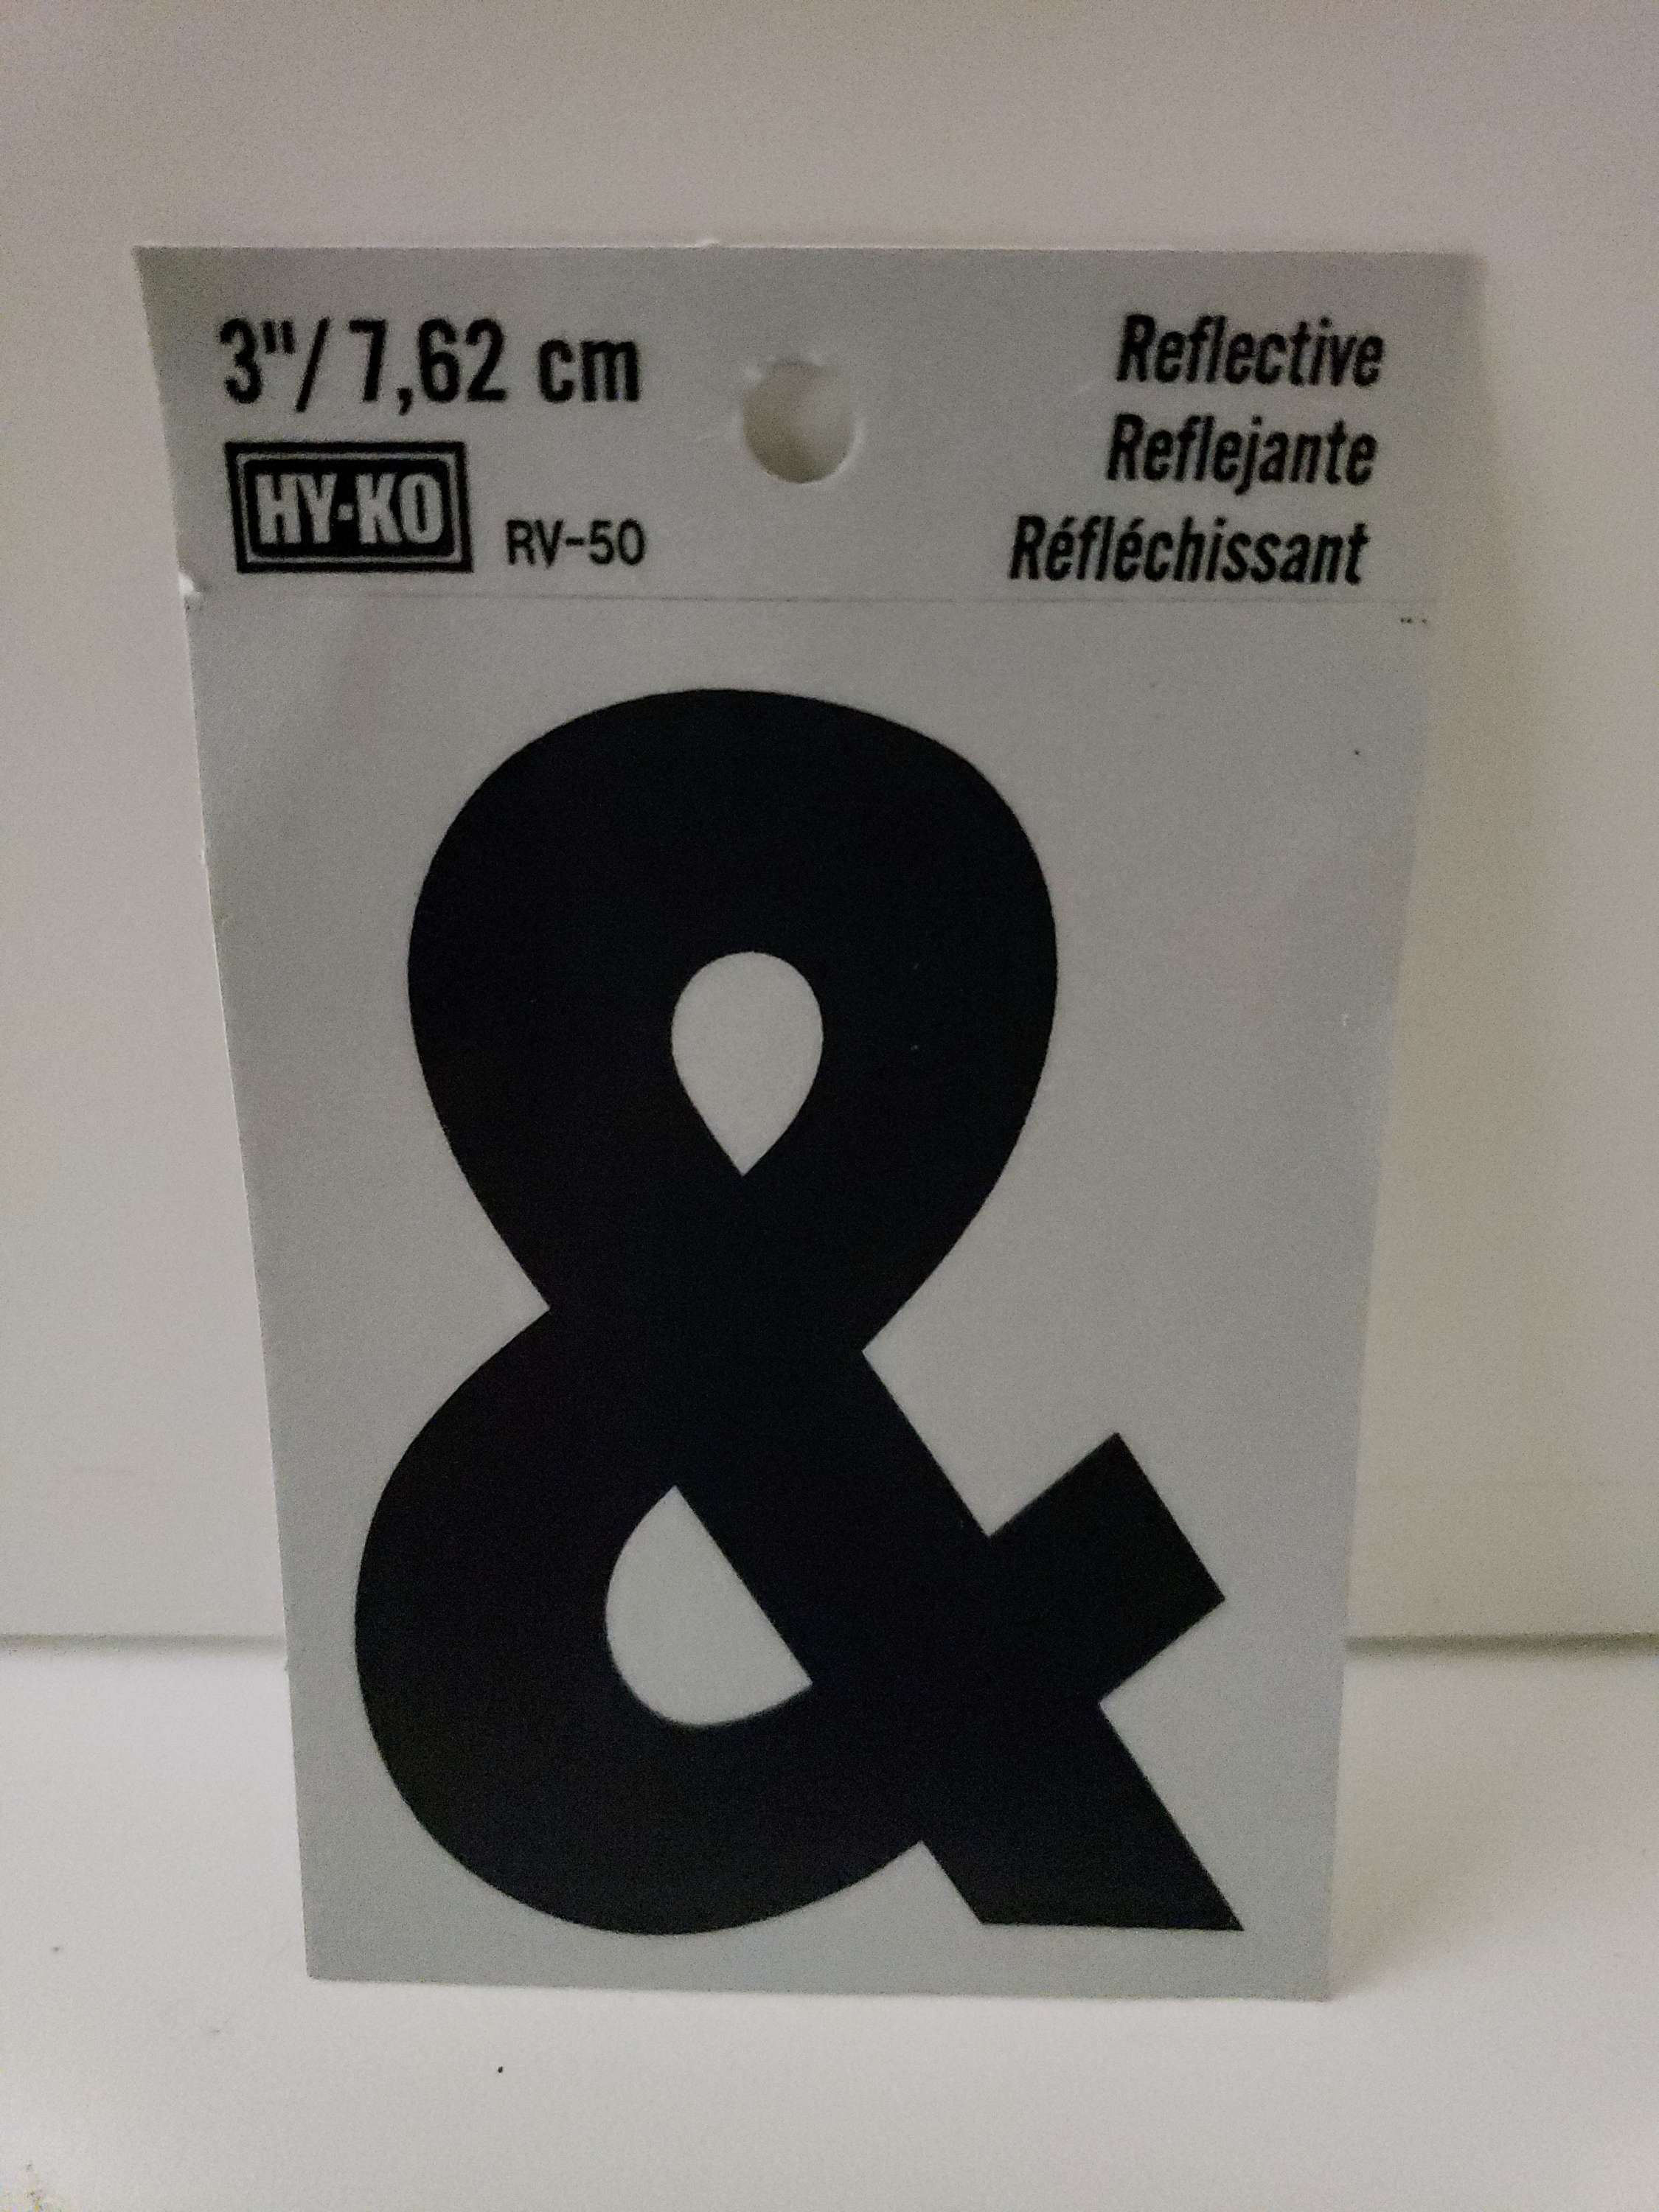 3"/7,62 cm
HY-KO RV-50
Reflective
Reflejante
Réfléchissant
&